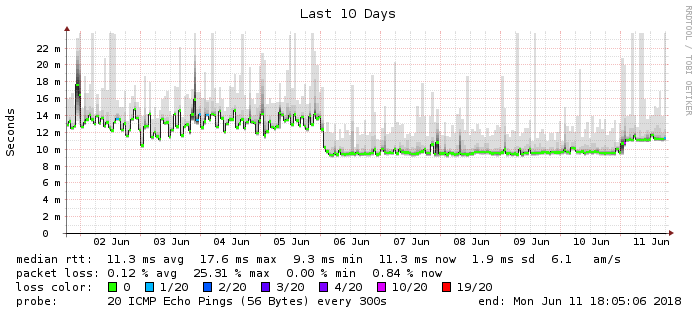 Last 10 Days
RRDTOOL / TOBI OETIKER
Seconds
22 m
20 m
18 m
16 m
14 m
12 m
10 m
8 m
6 m
4 m
2 m
0
02 Jun 03 Jun 04 Jun 05 Jun 06 Jun 07 Jun 08 Jun 09 Jun 10 Jun 11 Jun
median rtt: 11.3 ms avg 17.6 ms max 9.3 ms min 11.3 ms now 1.9 ms sd 6.1 am/s
packet loss: 0.12 % avg 25.31 % max 0.00 % min 0.84 % now
loss color: 0 1/20 2/20 3/20 4/20 10/20 19/20
probe: 20 ICMP Echo Pings (56 Bytes) every 300s end: Mon Jun 11 18:05:06 2018